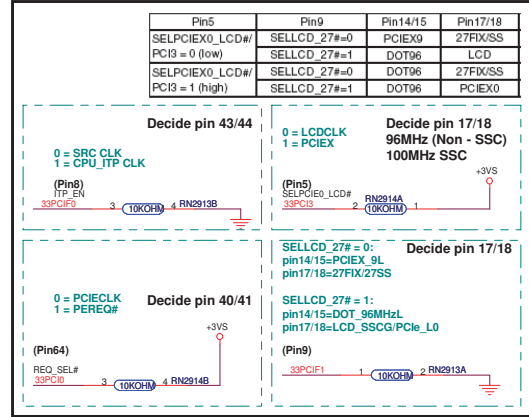 Pin5 Pin9 Pin14/15 Pin17/18
SELPCIEX0_LCD#/ SELLCD_27#=0 PCIEX9 27FIX/SS
PCI3 = 0 (low) SELLCD_27#=1 DOT96 LCD
SELPCIEX0_LCD#/ SELLCD_27#=0 DOT96 27FIX/SS
PCI3 = 1 (high) SELLCD_27#=1 DOT96 PCIEX0
Decide pin 43/44
0 = SRC CLK
1 = CPU_ITP CLK
(Pin8)
ITP_EN
33PCIF0 3 10KOHM 4 RN2913B
0 = LCDCLK
1 = PCIEX
Decide pin 17/18
96MHz (Non - SSC)
100MHz SSC
+3VS
(Pin5)
SELPCIE0_LCD#
33PCI3 2 RN2914A 10KOHM 1
0 = PCIECLK
1 = PEREQ#
Decide pin 40/41
+3VS
(Pin64)
REQ_SEL#
33PCI0 3 10KOHM 4 RN2914B
SELLCD_27# = 0:
pin14/15=PCIEX_9L
pin17/18=27FIX/27SS
Decide pin 17/18
SELLCD_27# = 1:
pin14/15=DOT_96MHzL
pin17/18=LCD_SSCG/PCIe_L0
(Pin9)
33PCIF1 1 10KOHM 2 RN2913A